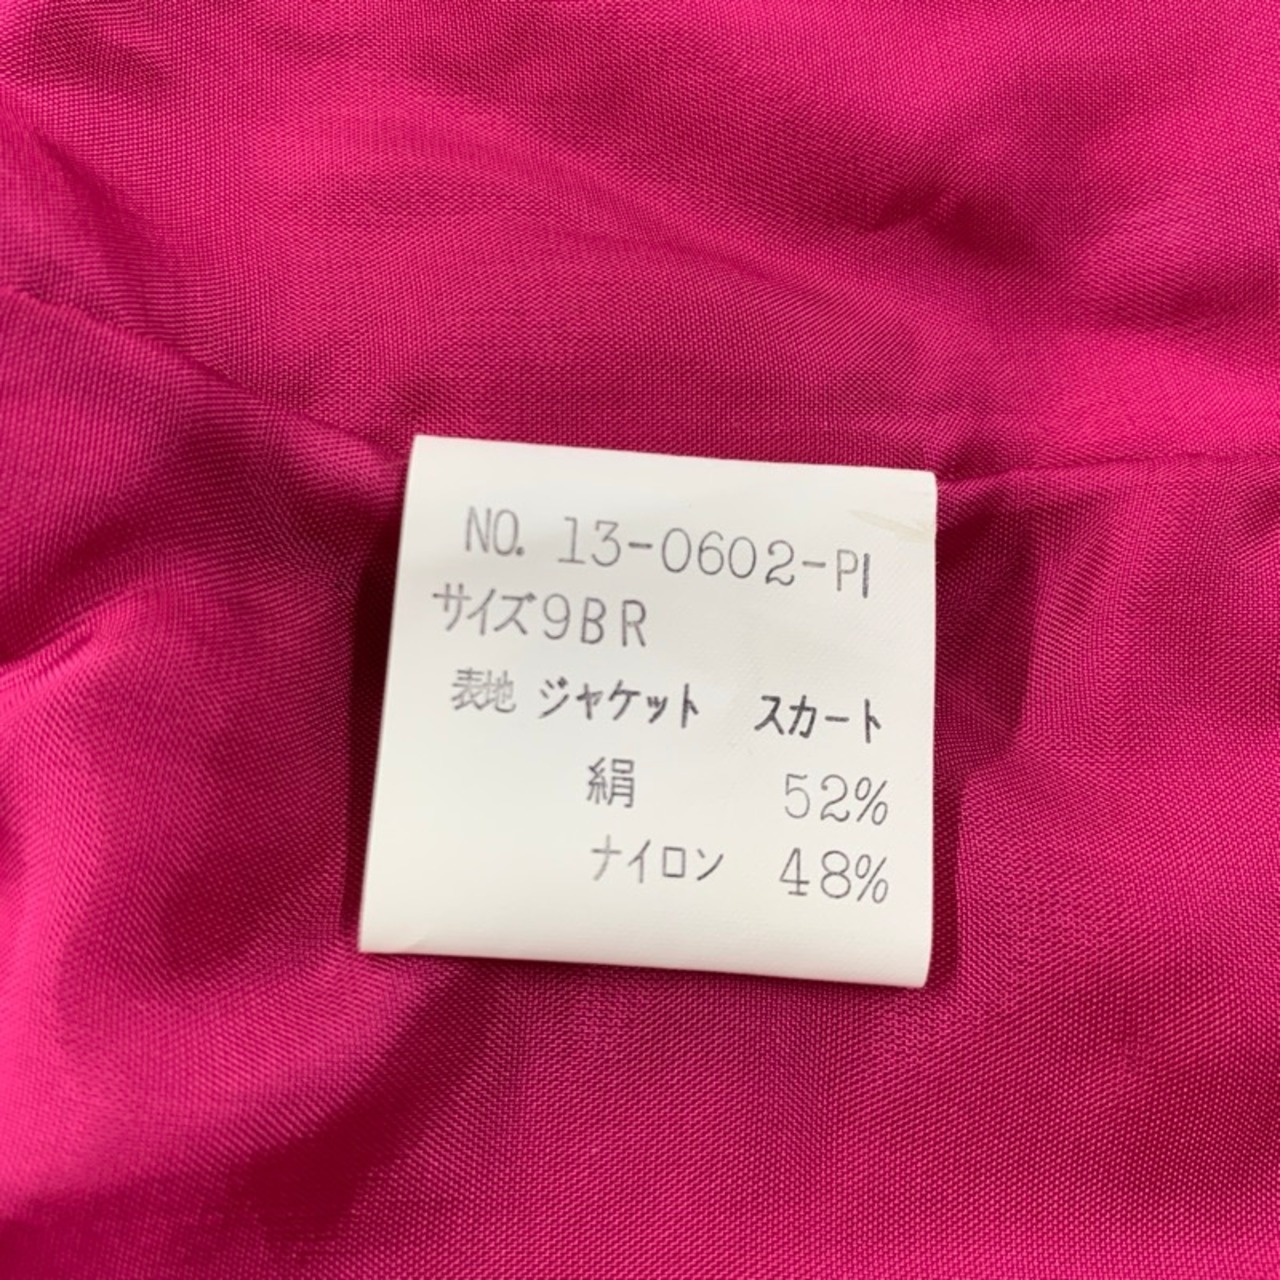 NO. 13-0602-PI
サイズ9BR
表地 ジャケット スカート
絹 52%
ナイロン 48%